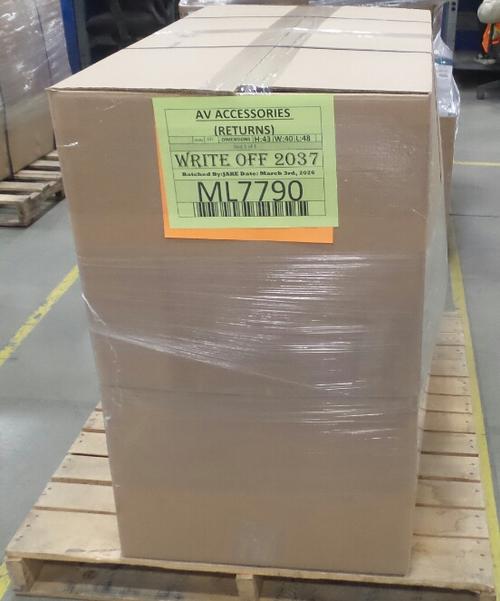 AV ACCESSORIES
(RETURNS)
DIMENSIONS H:43 W:40 L:48
WRITE OFF 2037
Batched By:JAKE Date: March 3rd, 2026
ML7790